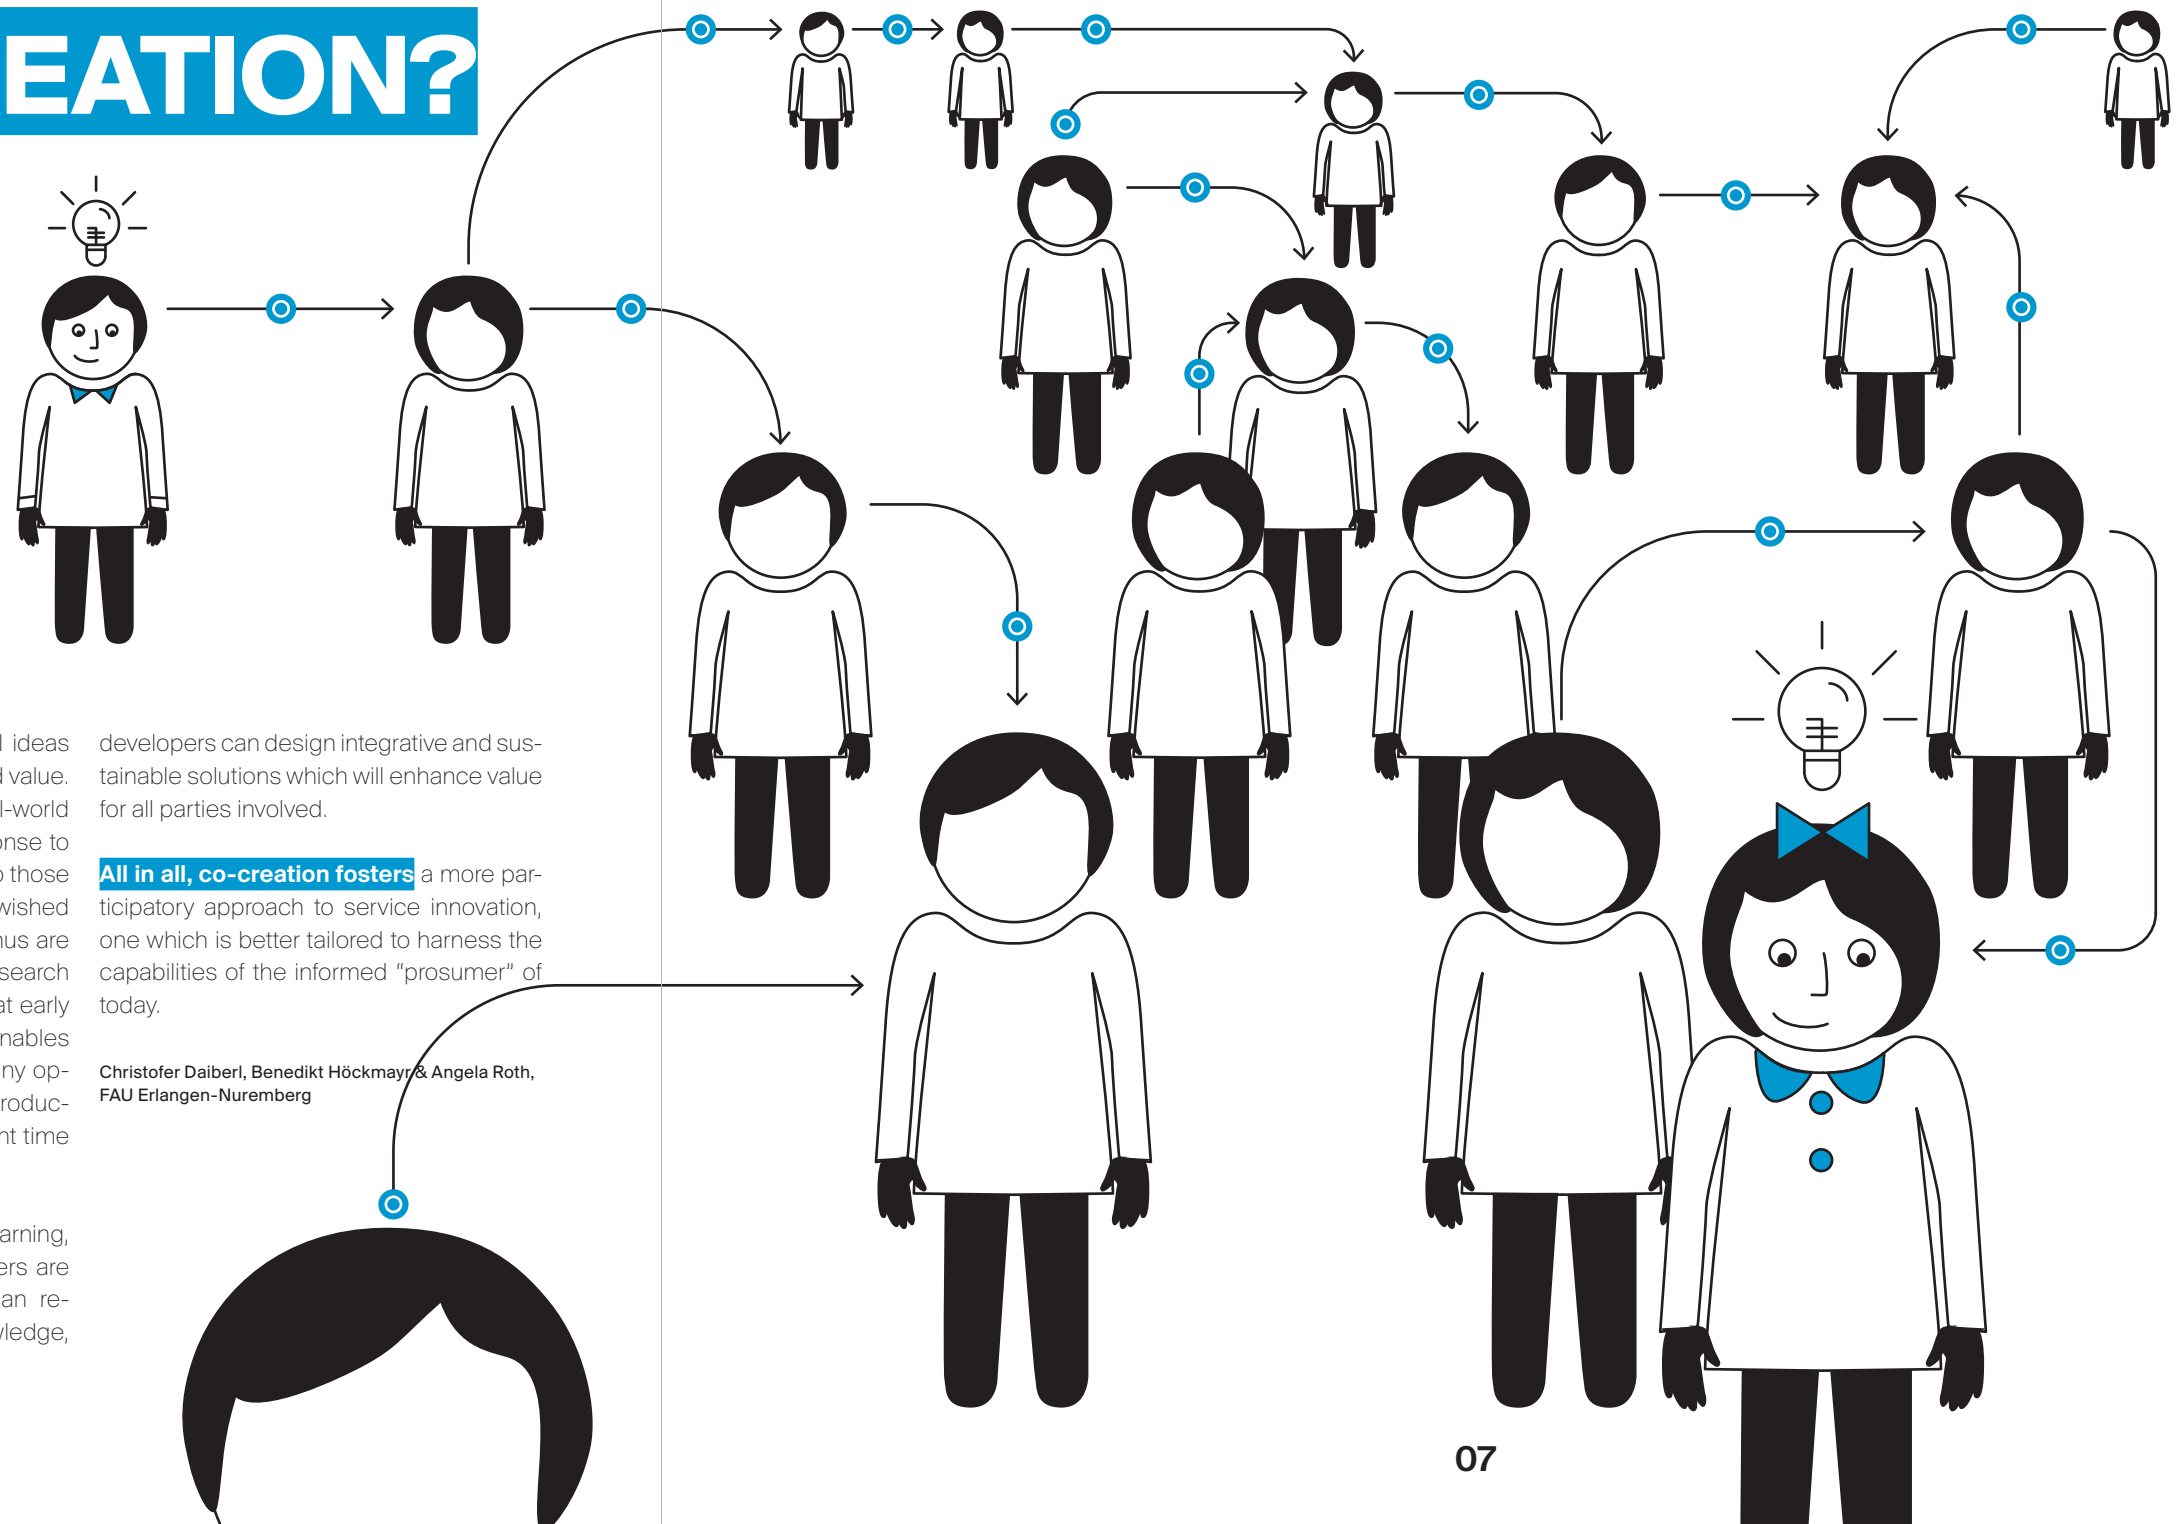 EATION?
ideas
value.
-world
onse to
those
wished
us are
search
at early
nables
ny op-
roduc-
nt time
arning,
ers are
an re-
ledge,
developers can design integrative and sus-
tainable solutions which will enhance value
for all parties involved.
All in all, co-creation fosters a more par-
ticipatory approach to service innovation,
one which is better tailored to harness the
capabilities of the informed "prosumer" of
today.
Christofer Daiberl, Benedikt Höckmayr & Angela Roth,
FAU Erlangen-Nuremberg
07